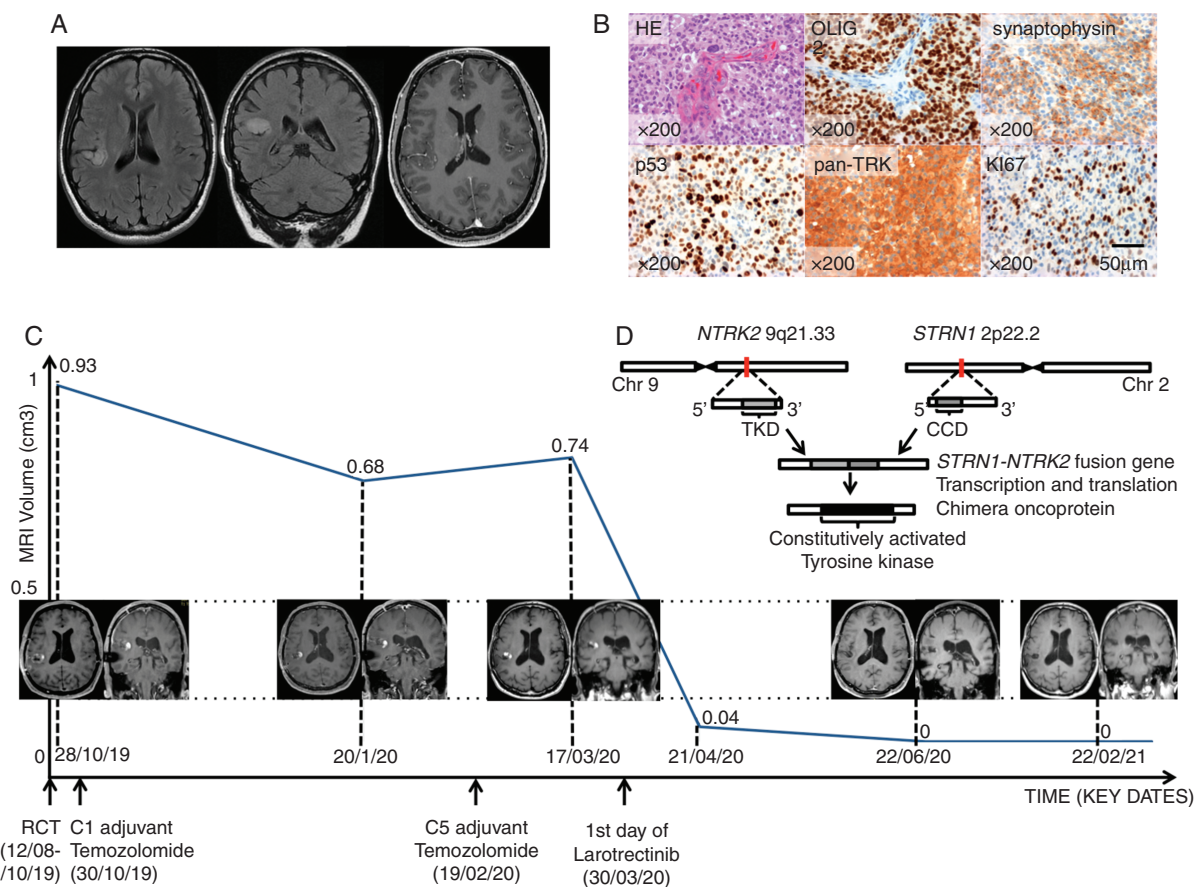 A
B
HE
OLIG
2
synaptophysin
×200
×200
×200
p53
pan-TRK
KI67
×200
×200
×200
50μm
C
0.93
1
MRI Volume (cm3)
0.68
0.74
0.5
0.04
0
0
0
28/10/19
20/1/20
17/03/20
21/04/20
22/06/20
22/02/21
TIME (KEY DATES)
RCT
(12/08-
/10/19)
C1 adjuvant
Temozolomide
(30/10/19)
C5 adjuvant
Temozolomide
(19/02/20)
1st day of
Larotrectinib
(30/03/20)
D
NTRK2 9q21.33
STRN1 2p22.2
Chr 9
Chr 2
5’
3’
5’
3’
TKD
CCD
STRN1-NTRK2 fusion gene
Transcription and translation
Chimera oncoprotein
Constitutively activated
Tyrosine kinase